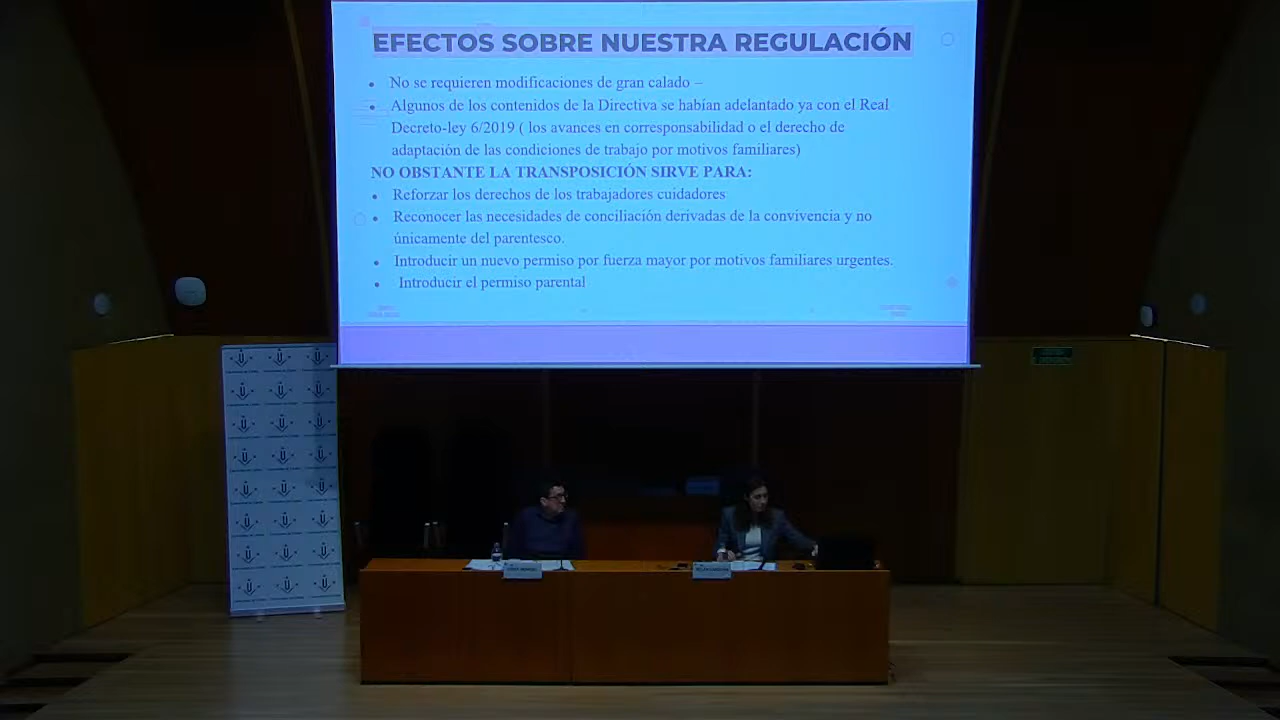 EFECTOS SOBRE NUESTRA REGULACIÓN
• No se requieren modificaciones de gran calado –
• Algunos de los contenidos de la Directiva se habían adelantado ya con el Real
Decreto-ley 6/2019 ( los avances en corresponsabilidad o el derecho de
adaptación de las condiciones de trabajo por motivos familiares)
NO OBSTANTE LA TRANSPOSICIÓN SIRVE PARA:
• Reforzar los derechos de los trabajadores cuidadores
• Reconocer las necesidades de conciliación derivadas de la convivencia y no
únicamente del parentesco.
• Introducir un nuevo permiso por fuerza mayor por motivos familiares urgentes.
• Introducir el permiso parental